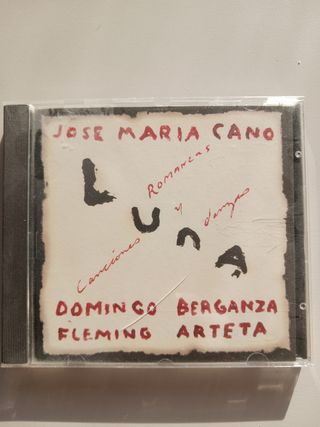 JOSE MARIA CANO
LUNA
Canciones Romanzas y danzas
DOMINGO BERGANZA
FLEMING ARTETA